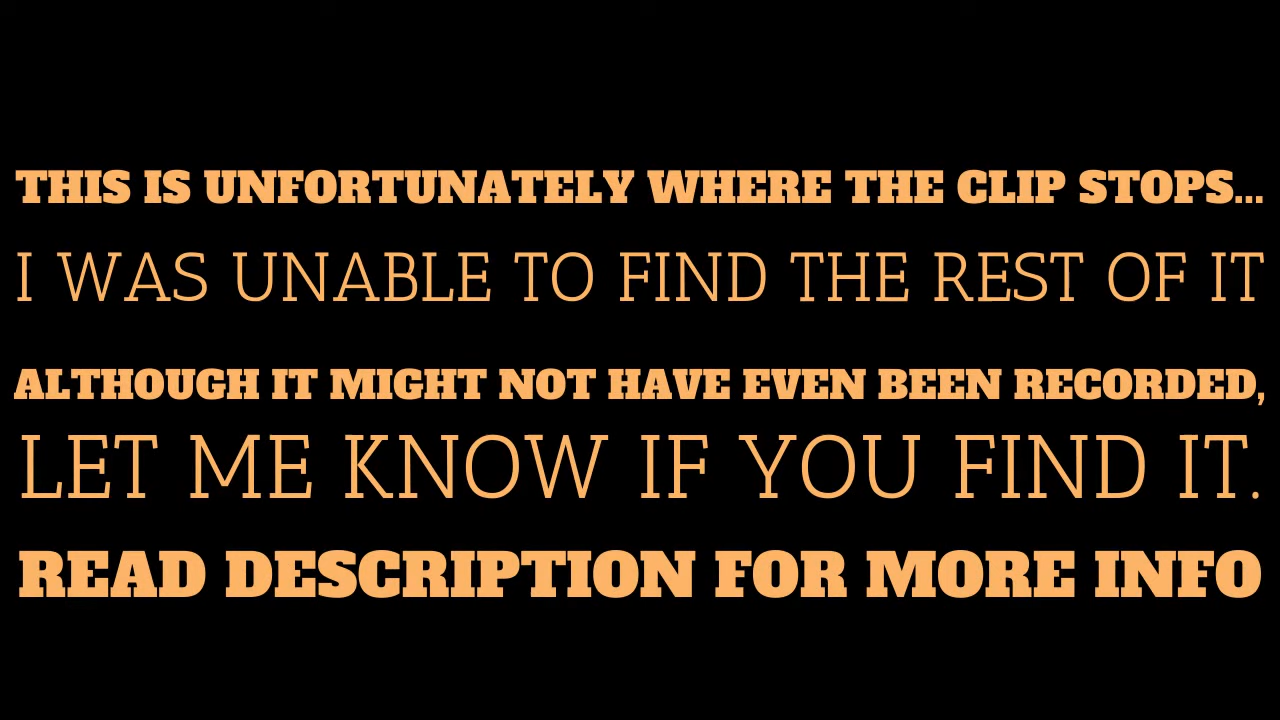 THIS IS UNFORTUNATELY WHERE THE CLIP STOPS...
I WAS UNABLE TO FIND THE REST OF IT
ALTHOUGH IT MIGHT NOT HAVE EVEN BEEN RECORDED,
LET ME KNOW IF YOU FIND IT.
READ DESCRIPTION FOR MORE INFO